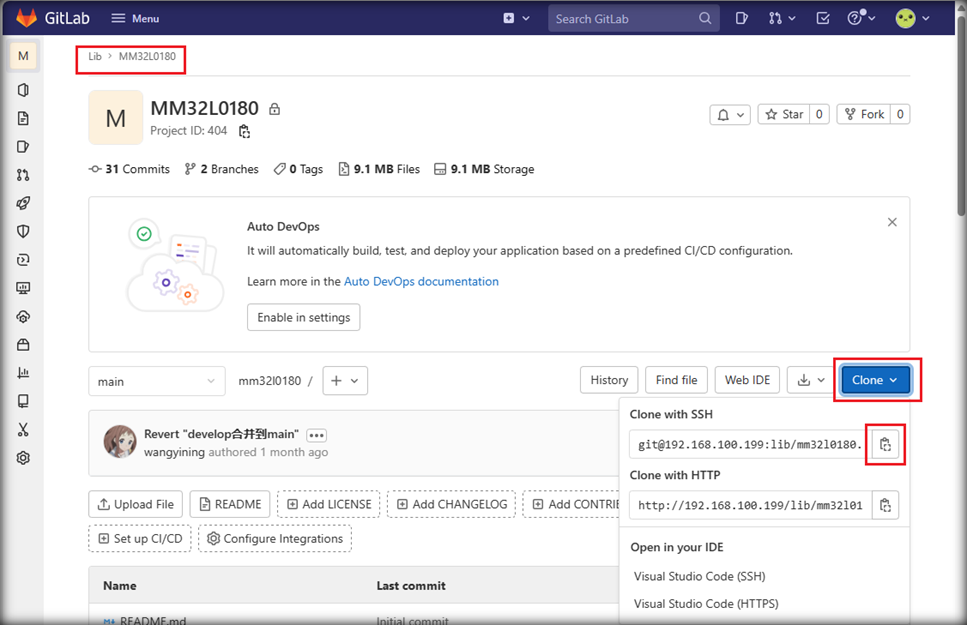 GitLab Menu Search GitLab
M Lib > MM32L0180
M MM32L0180
Project ID: 404
Star 0 Fork 0
31 Commits 2 Branches 0 Tags 9.1 MB Files 9.1 MB Storage
Auto DevOps
It will automatically build, test, and deploy your application based on a predefined CI/CD configuration.
Learn more in the Auto DevOps documentation
Enable in settings
main mm32l0180 / + History Find file Web IDE Clone
Clone with SSH
git@192.168.100.199:lib/mm32l0180.
Clone with HTTP
http://192.168.100.199/lib/mm32l01
Open in your IDE
Visual Studio Code (SSH)
Visual Studio Code (HTTPS)
Revert "develop合并到main"
wangyining authored 1 month ago
Upload File README Add LICENSE Add CHANGELOG Add CONTRIB
Set up CI/CD Configure Integrations
Name Last commit
README.md Initial commit